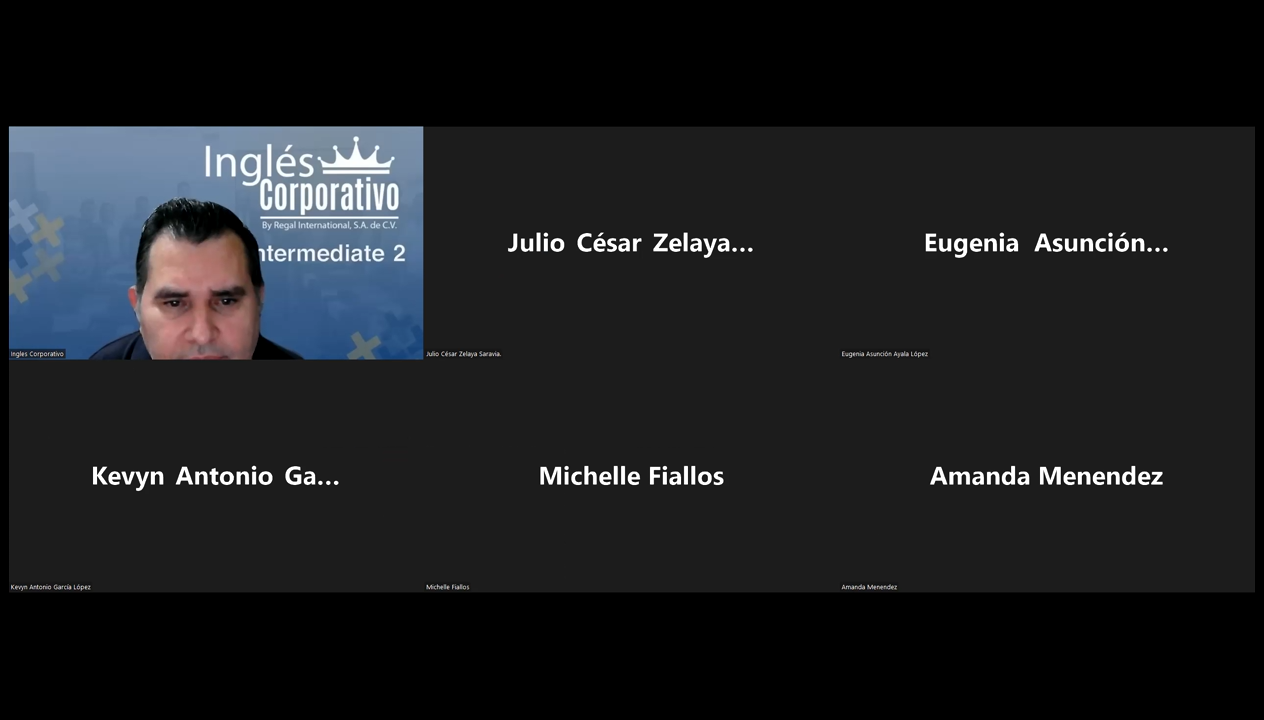 Inglés
Corporativo
By Regal International, S.A. de C.V.
ntermediate 2
Ingles Corporativo
Julio César Zelaya...
Julio César Zelaya Saravia.
Eugenia Asunción...
Eugenia Asunción Ayala López
Kevyn Antonio Ga...
Kevyn Antonio García López
Michelle Fiallos
Michelle Fiallos
Amanda Menendez
Amanda Menendez